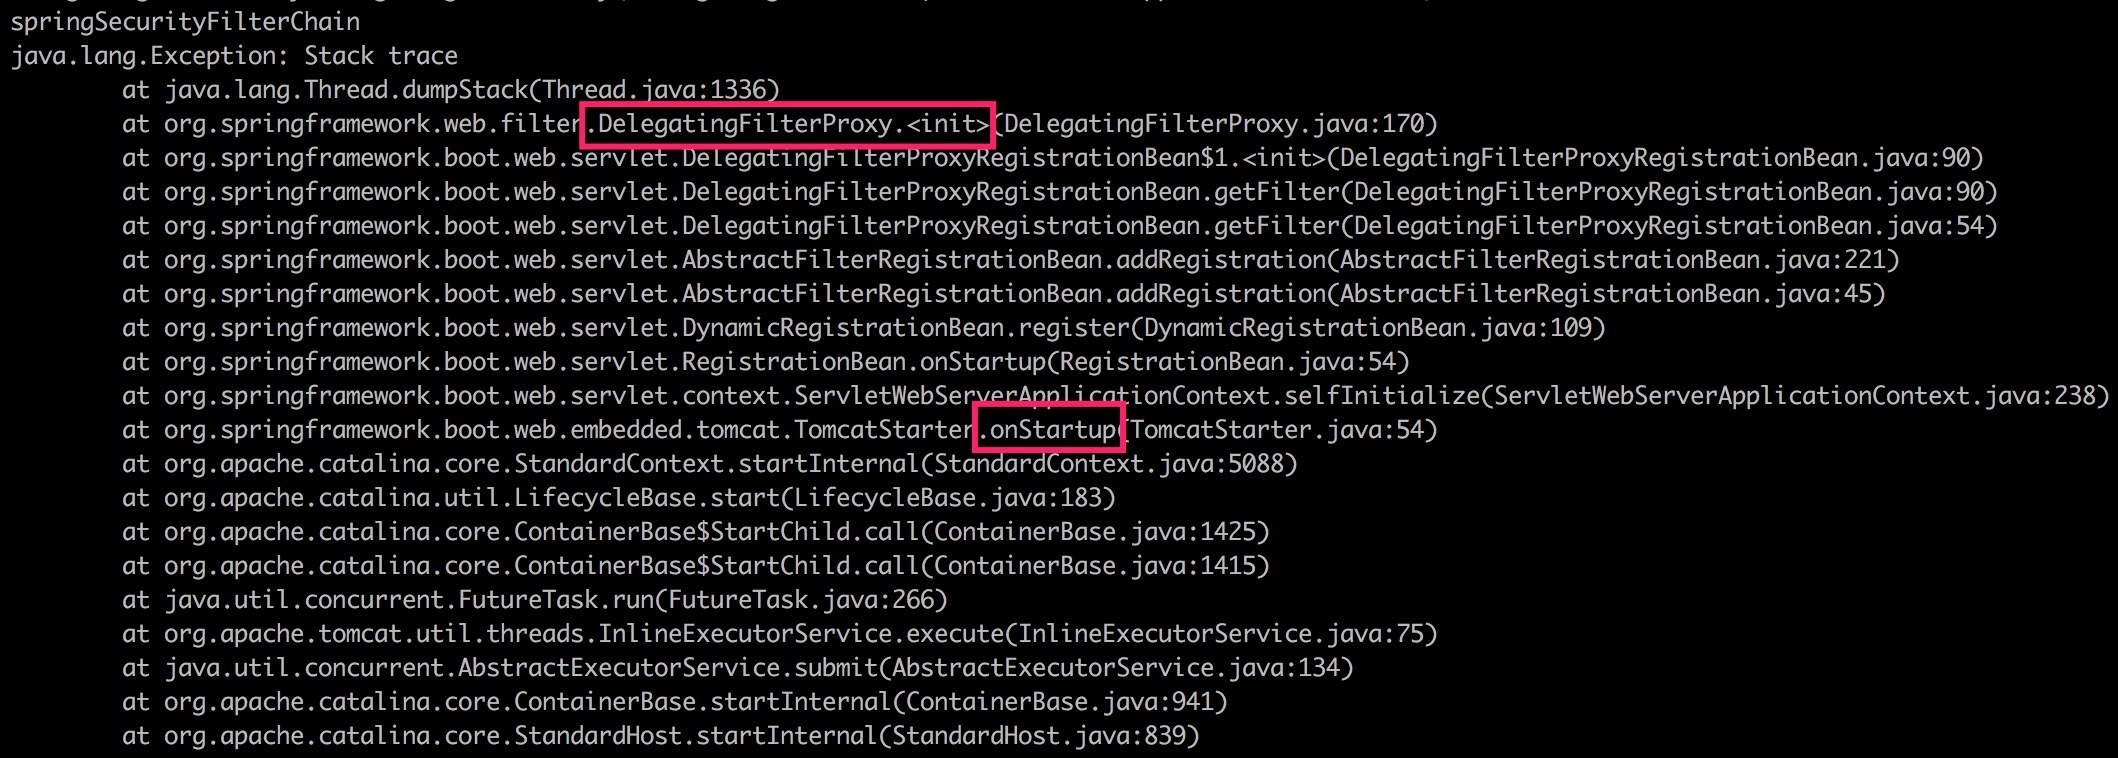 springSecurityFilterChain
java.lang.Exception: Stack trace
at java.lang.Thread.dumpStack(Thread.java:1336)
at org.springframework.web.filter.DelegatingFilterProxy.<init>(DelegatingFilterProxy.java:170)
at org.springframework.boot.web.servlet.DelegatingFilterProxyRegistrationBean$1.<init>(DelegatingFilterProxyRegistrationBean.java:90)
at org.springframework.boot.web.servlet.DelegatingFilterProxyRegistrationBean.getFilter(DelegatingFilterProxyRegistrationBean.java:90)
at org.springframework.boot.web.servlet.DelegatingFilterProxyRegistrationBean.getFilter(DelegatingFilterProxyRegistrationBean.java:54)
at org.springframework.boot.web.servlet.AbstractFilterRegistrationBean.addRegistration(AbstractFilterRegistrationBean.java:221)
at org.springframework.boot.web.servlet.AbstractFilterRegistrationBean.addRegistration(AbstractFilterRegistrationBean.java:45)
at org.springframework.boot.web.servlet.DynamicRegistrationBean.register(DynamicRegistrationBean.java:109)
at org.springframework.boot.web.servlet.RegistrationBean.onStartup(RegistrationBean.java:54)
at org.springframework.boot.web.servlet.context.ServletWebServerApplicationContext.selfInitialize(ServletWebServerApplicationContext.java:238)
at org.springframework.boot.web.embedded.tomcat.TomcatStarter.onStartup(TomcatStarter.java:54)
at org.apache.catalina.core.StandardContext.startInternal(StandardContext.java:5088)
at org.apache.catalina.util.LifecycleBase.start(LifecycleBase.java:183)
at org.apache.catalina.core.ContainerBase$StartChild.call(ContainerBase.java:1425)
at org.apache.catalina.core.ContainerBase$StartChild.call(ContainerBase.java:1415)
at java.util.concurrent.FutureTask.run(FutureTask.java:266)
at org.apache.tomcat.util.threads.InlineExecutorService.execute(InlineExecutorService.java:75)
at java.util.concurrent.AbstractExecutorService.submit(AbstractExecutorService.java:134)
at org.apache.catalina.core.ContainerBase.startInternal(ContainerBase.java:941)
at org.apache.catalina.core.StandardHost.startInternal(StandardHost.java:839)